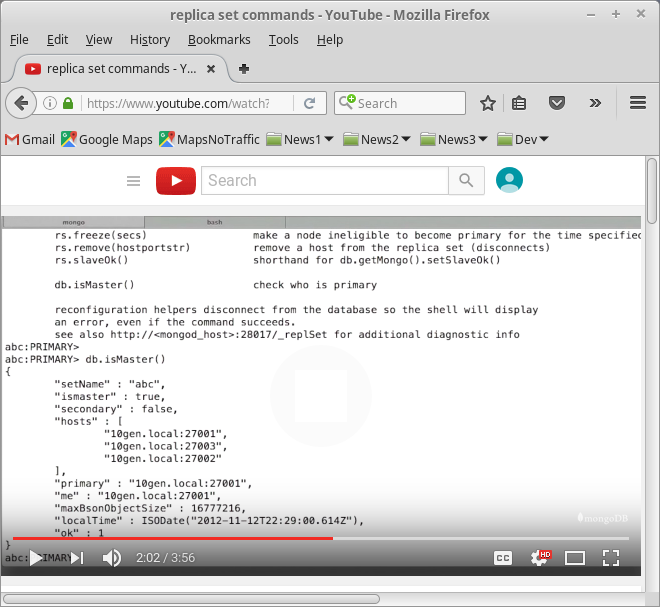 replica set commands - YouTube - Mozilla Firefox
File Edit View History Bookmarks Tools Help
replica set commands - Y...
https://www.youtube.com/watch?
Search
Gmail Google Maps MapsNoTraffic News1 News2 News3 Dev
Search
mongo bash
rs.freeze(secs) make a node ineligible to become primary for the time specified
rs.remove(hostportstr) remove a host from the replica set (disconnects)
rs.slaveOk() shorthand for db.getMongo().setSlaveOk()
db.isMaster() check who is primary
reconfiguration helpers disconnect from the database so the shell will display
an error, even if the command succeeds.
see also http://<mongod_host>:28017/_replSet for additional diagnostic info
abc:PRIMARY>
abc:PRIMARY> db.isMaster()
{
"setName" : "abc",
"ismaster" : true,
"secondary" : false,
"hosts" : [
"10gen.local:27001",
"10gen.local:27003",
"10gen.local:27002"
],
"primary" : "10gen.local:27001",
"me" : "10gen.local:27001",
"maxBsonObjectSize" : 16777216,
"localTime" : ISODate("2012-11-12T22:29:00.614Z"),
mongoDB
"ok" : 1
}
abc:PRIMARY>
2:02 / 3:56
CC HD